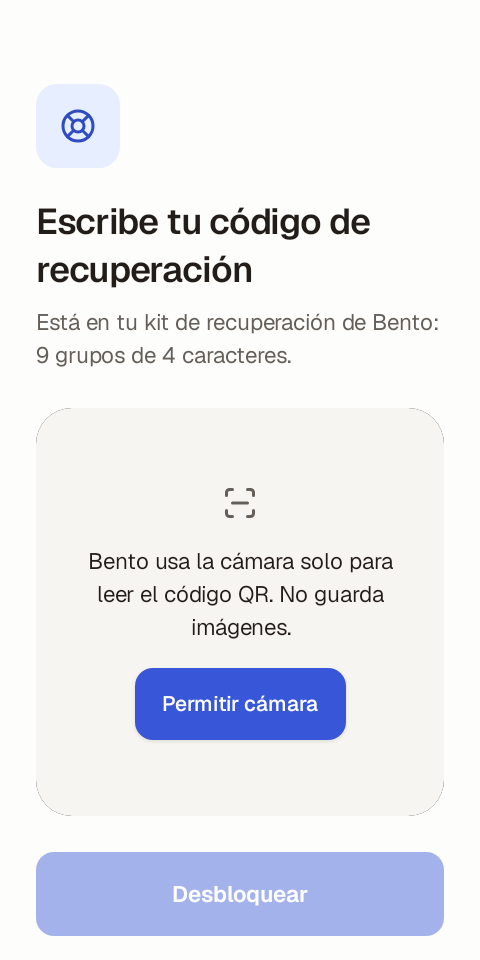 Escribe tu código de
recuperación
Está en tu kit de recuperación de Bento:
9 grupos de 4 caracteres.
Bento usa la cámara solo para
leer el código QR. No guarda
imágenes.
Permitir cámara
Desbloquear